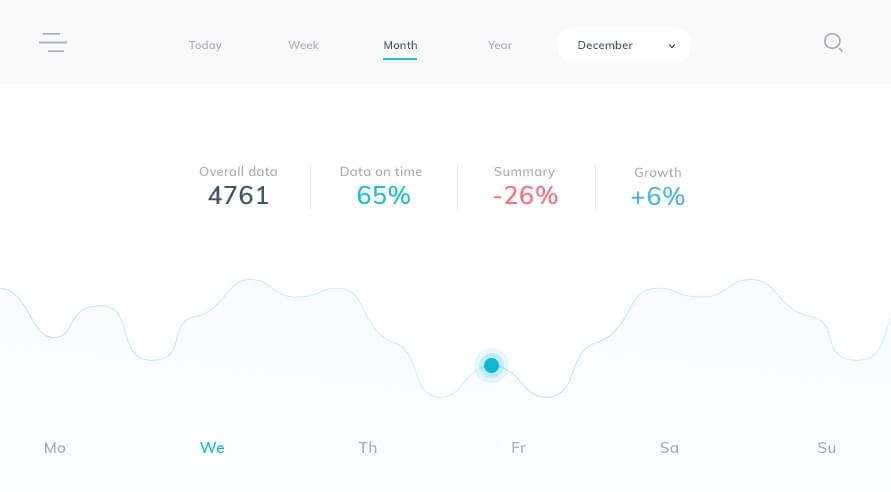 Today Week Month Year December
Overall data Data on time Summary Growth
4761 65% -26% +6%
Mo We Th Fr Sa Su